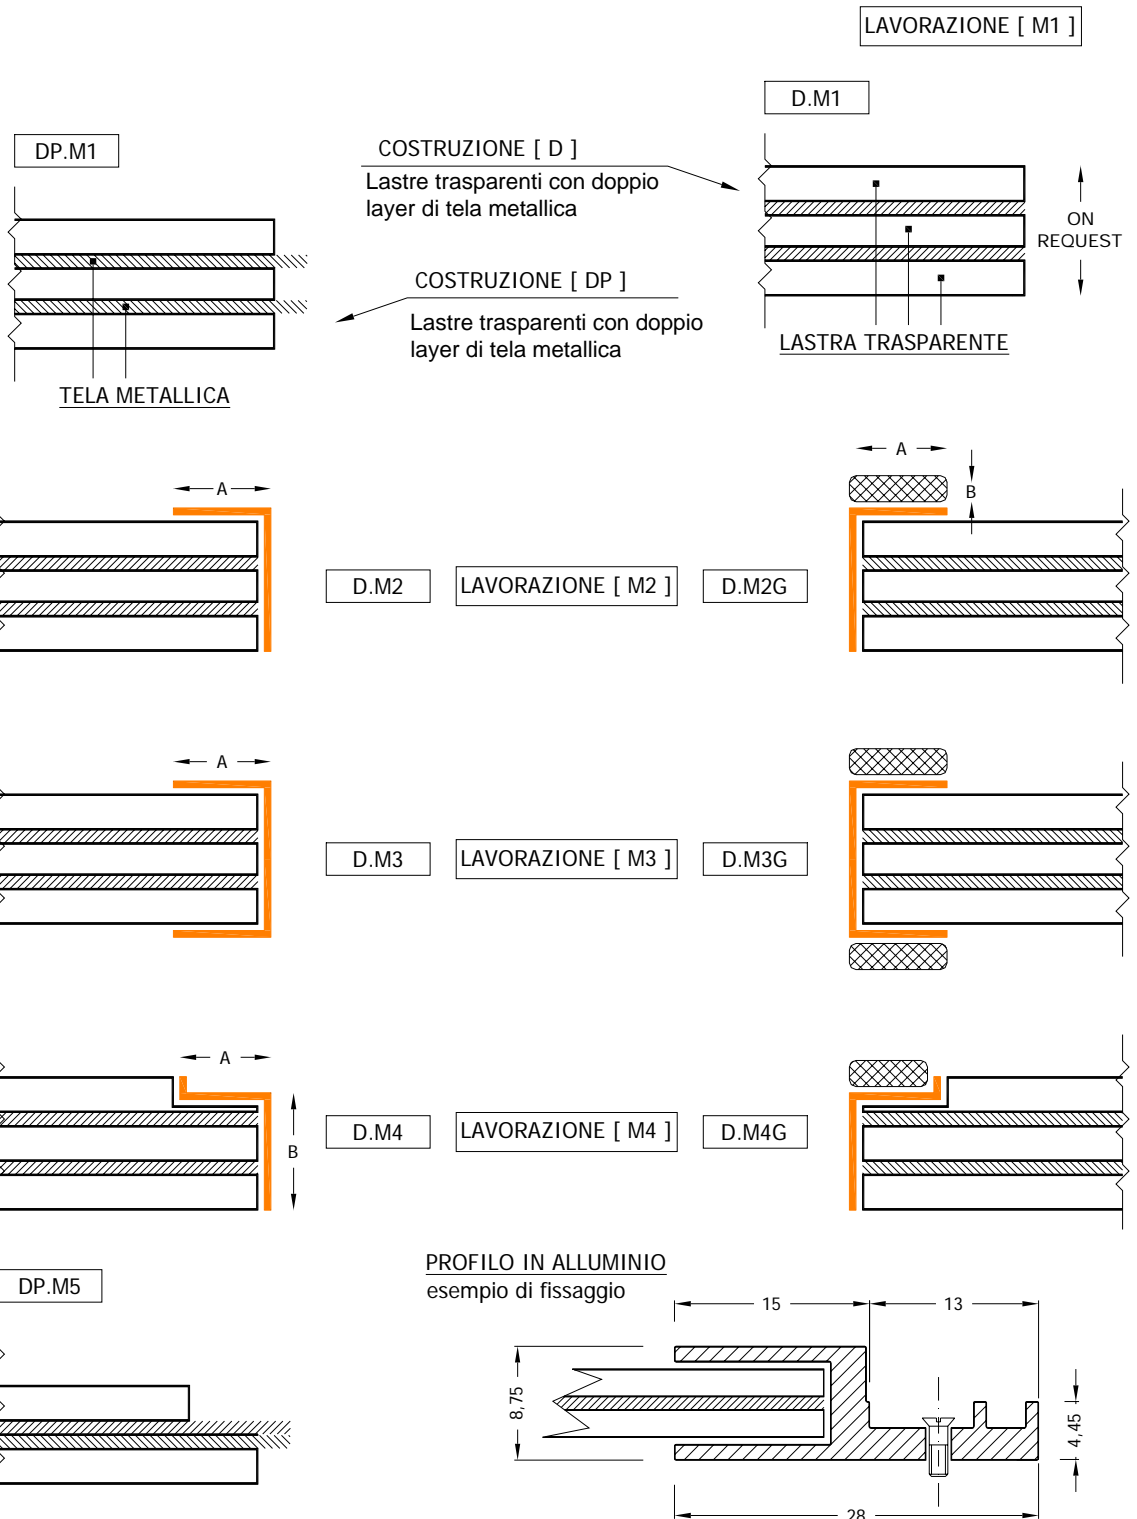 LAVORAZIONE [ M1 ]
D.M1
DP.M1
COSTRUZIONE [ D ]
Lastre trasparenti con doppio
layer di tela metallica
ON
REQUEST
COSTRUZIONE [ DP ]
Lastre trasparenti con doppio
layer di tela metallica
LASTRA TRASPARENTE
TELA METALLICA
A
A
B
D.M2
LAVORAZIONE [ M2 ]
D.M2G
A
D.M3
LAVORAZIONE [ M3 ]
D.M3G
A
B
D.M4
LAVORAZIONE [ M4 ]
D.M4G
PROFILO IN ALLUMINIO
esempio di fissaggio
DP.M5
15
13
8,75
4,45
28